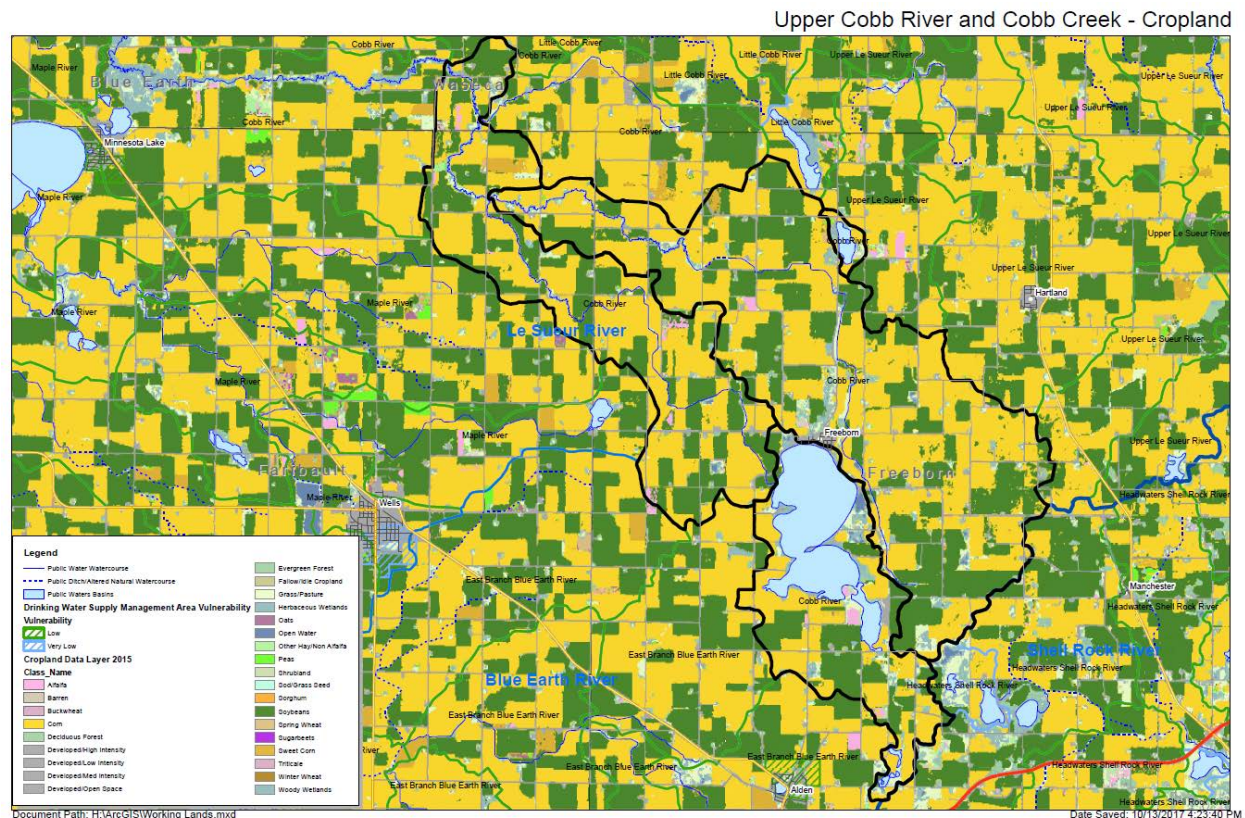 Upper Cobb River and Cobb Creek - Cropland
Cobb River
Little Cobb River
Cobb River
Little Cobb River
Upper Le Sueur River
Maple River
Little Cobb River
Upper Le Sueur River
Blue Earth
Waseca
Upper Le Sueur River
Cobb River
Cobb River
Little Cobb River
Minnesota Lake
Maple River
Upper Le Sueur River
Upper Le Sueur River
Cobb River
Upper Le Sueur River
Hartland
Maple River
Cobb River
Maple River
Le Sueur River
Upper Le Sueur River
Maple River
Cobb River
Maple River
Freeborn
Upper Le Sueur River
Faribault
Freeborn
Maple River
Wells
Headwaters Shell Rock River
East Branch Blue Earth River
Manchester
Cobb River
Headwaters Shell Rock River
East Branch Blue Earth River
Shell Rock River
Headwaters Shell Rock River
Blue Earth River
Headwaters Shell Rock River
East Branch Blue Earth River
River
East Branch Blue Earth River
East Branch Blue Earth River
Headwaters Shell Rock River
East Branch Blue Earth River
Alden
Headwaters Shell Rock River
Legend
Public Water Watercourse
Public Ditch/Altered Natural Watercourse
Public Waters Basins
Drinking Water Supply Management Area Vulnerability
Vulnerability
Low
Very Low
Cropland Data Layer 2015
Class_Name
Alfalfa
Barren
Buckwheat
Corn
Deciduous Forest
Developed/High Intensity
Developed/Low Intensity
Developed/Med Intensity
Developed/Open Space
Evergreen Forest
Fallow/Idle Cropland
Grass/Pasture
Herbaceous Wetlands
Oats
Open Water
Other Hay/Non Alfalfa
Peas
Shrubland
Sod/Grass Seed
Sorghum
Soybeans
Spring Wheat
Sugarbeets
Sweet Corn
Triticale
Winter Wheat
Woody Wetlands
Document Path: H:\ArcGIS\Working Lands.mxd
Date Saved: 10/13/2017 4:23:40 PM